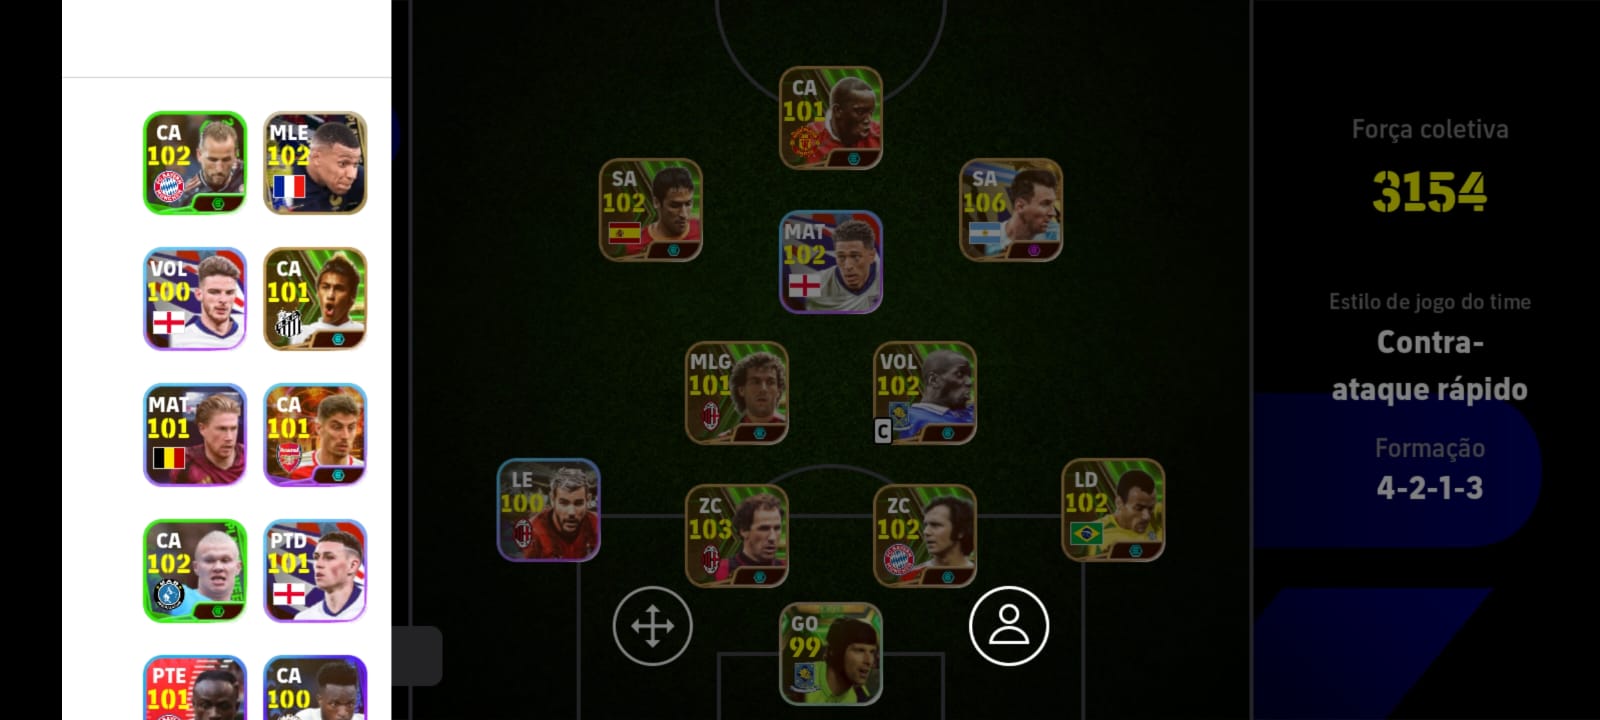 CA
102
MLE
102
VOL
100
CA
101
MAT
101
CA
101
CA
102
PTD
101
PTE
101
CA
100
CA
101
SA
102
SA
106
MAT
102
MLG
101
VOL
102
C
LE
100
ZC
103
ZC
102
LD
102
GO
99
Força coletiva
3154
Estilo de jogo do time
Contra-
ataque rápido
Formação
4-2-1-3